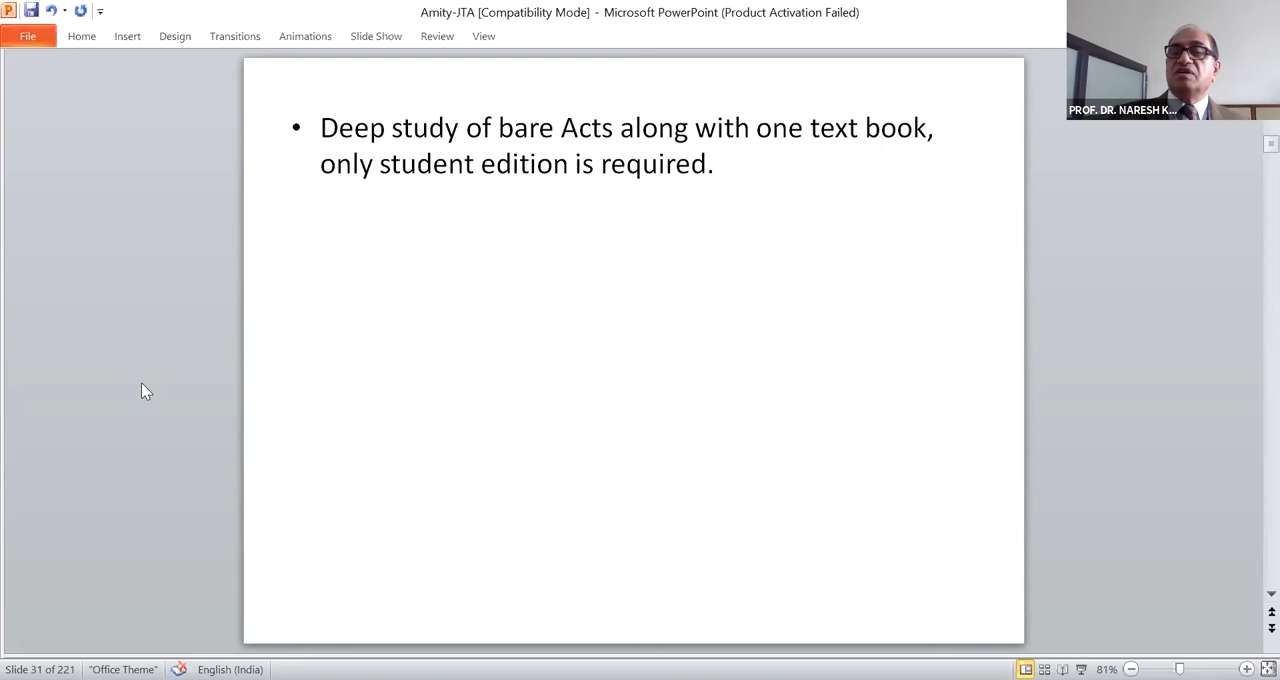 Amity-JTA [Compatibility Mode] - Microsoft PowerPoint (Product Activation Failed)
File Home Insert Design Transitions Animations Slide Show Review View
PROF. DR. NARESH K...
• Deep study of bare Acts along with one text book,
only student edition is required.
Slide 31 of 221 "Office Theme" English (India) 81%